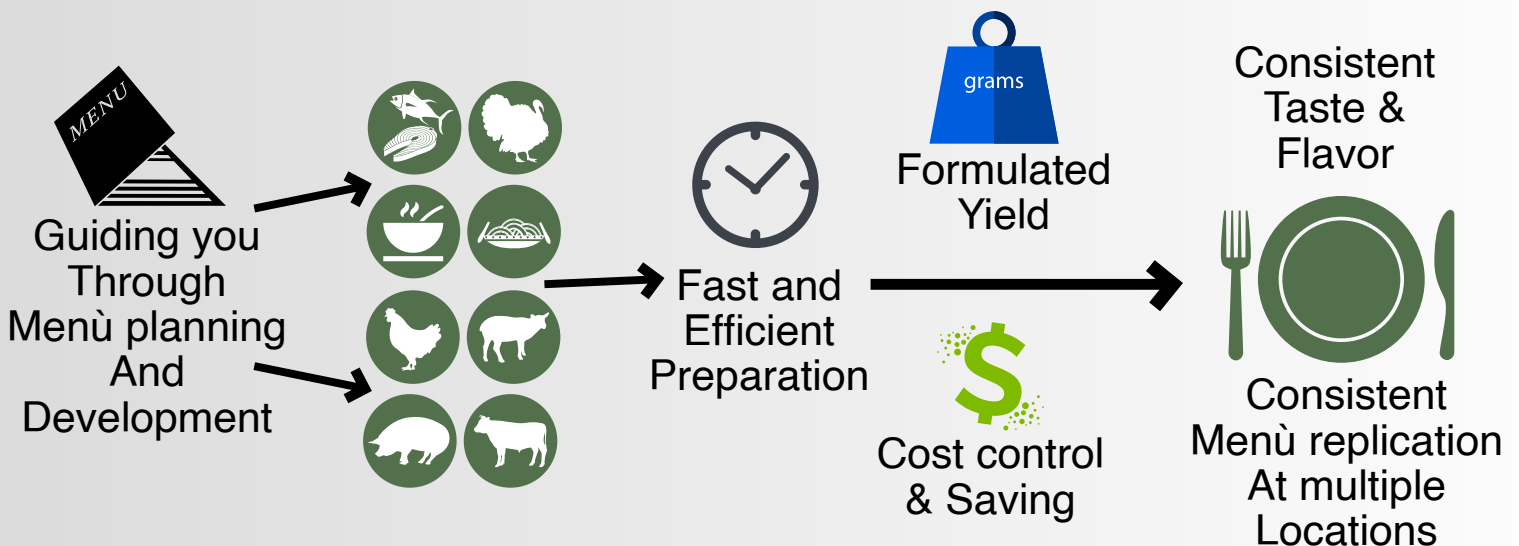 MENU
Guiding you
Through
Menù planning
And
Development
Fast and
Efficient
Preparation
grams
Formulated
Yield
$
Cost control
& Saving
Consistent
Taste &
Flavor
Consistent
Menù replication
At multiple
Locations